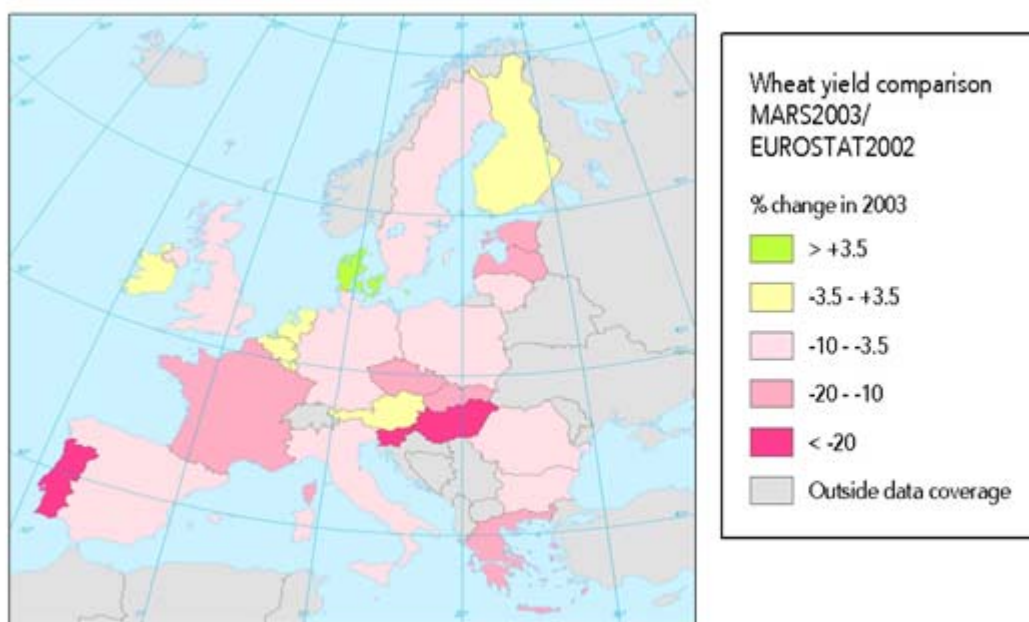 Wheat yield comparison
MARS2003/
EUROSTAT2002
% change in 2003
> +3.5
-3.5 - +3.5
-10 - -3.5
-20 - -10
< -20
Outside data coverage